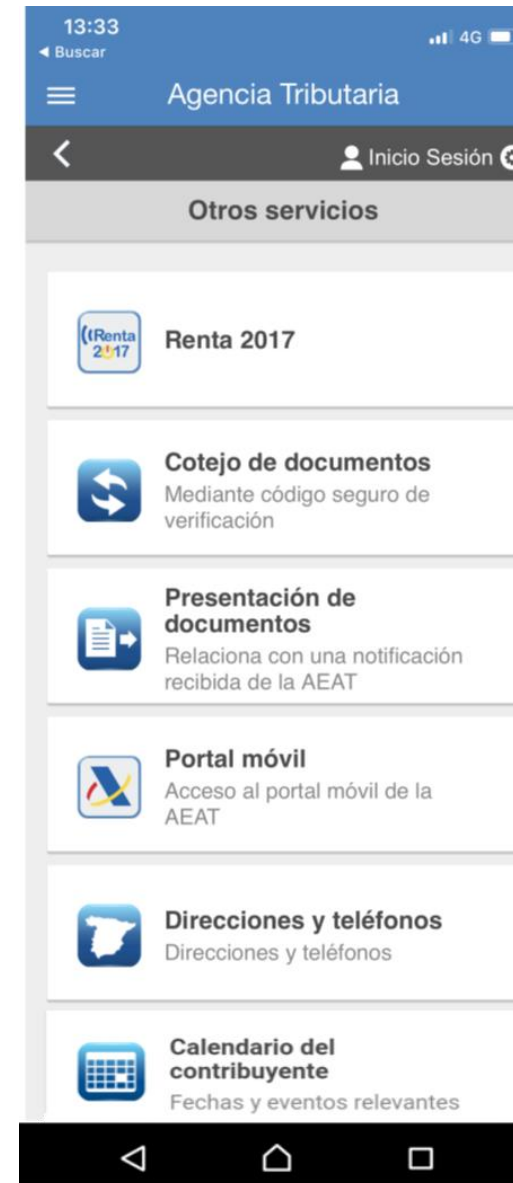 13:33
◀ Buscar
4G
Agencia Tributaria
Inicio Sesión
Otros servicios
((Renta
2017
Renta 2017
Cotejo de documentos
Mediante código seguro de
verificación
Presentación de
documentos
Relaciona con una notificación
recibida de la AEAT
Portal móvil
Acceso al portal móvil de la
AEAT
Direcciones y teléfonos
Direcciones y teléfonos
Calendario del
contribuyente
Fechas y eventos relevantes